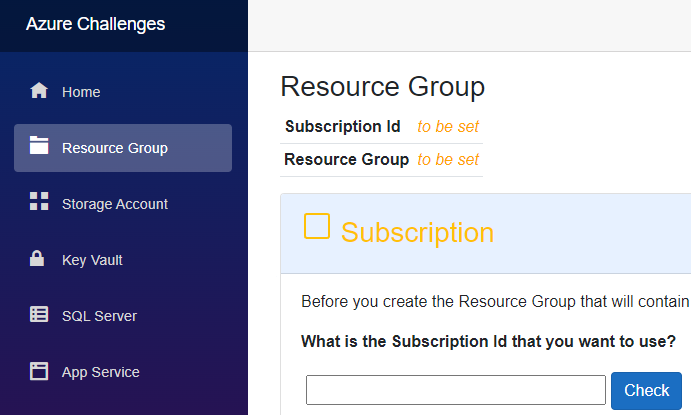 Azure Challenges
Home
Resource Group
Storage Account
Key Vault
SQL Server
App Service
Resource Group
Subscription Id to be set
Resource Group to be set
Subscription
Before you create the Resource Group that will contain
What is the Subscription Id that you want to use?
Check